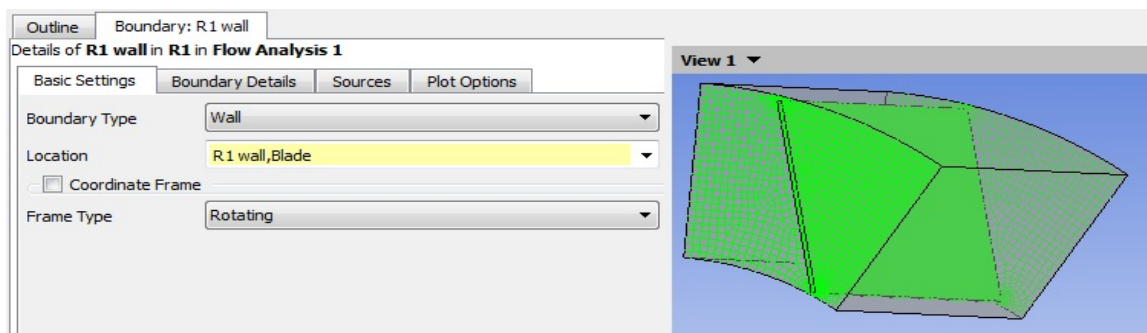 Outline Boundary: R1 wall
Details of R1 wall in R1 in Flow Analysis 1
Basic Settings Boundary Details Sources Plot Options
Boundary Type Wall
Location R1 wall,Blade
Coordinate Frame
Frame Type Rotating
View 1